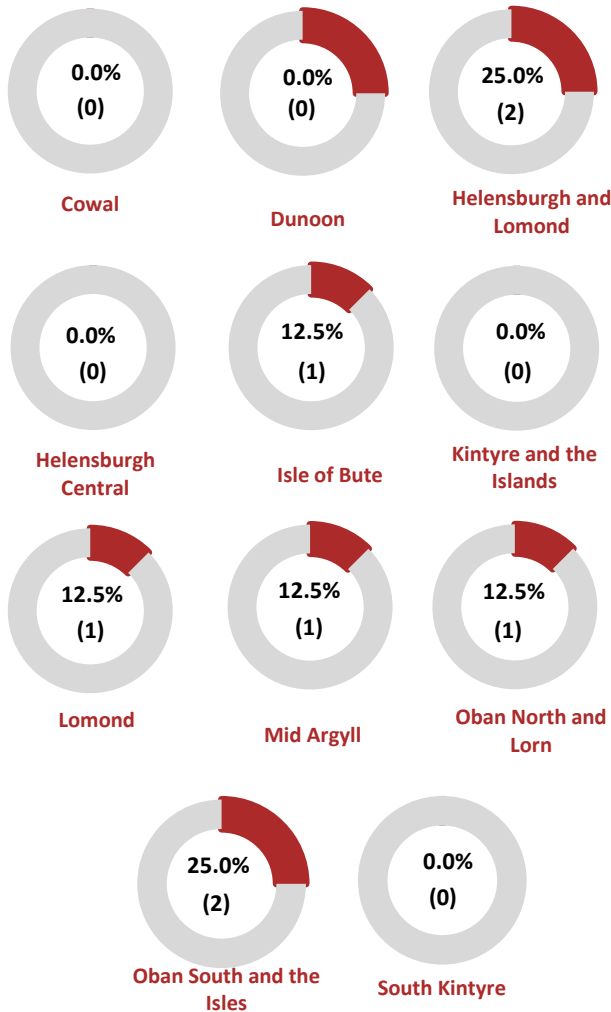 0.0%
(0)
Cowal
0.0%
(0)
Dunoon
25.0%
(2)
Helensburgh and
Lomond
0.0%
(0)
Helensburgh
Central
12.5%
(1)
Isle of Bute
0.0%
(0)
Kintyre and the
Islands
12.5%
(1)
Lomond
12.5%
(1)
Mid Argyll
12.5%
(1)
Oban North and
Lorn
25.0%
(2)
Oban South and the
Isles
0.0%
(0)
South Kintyre